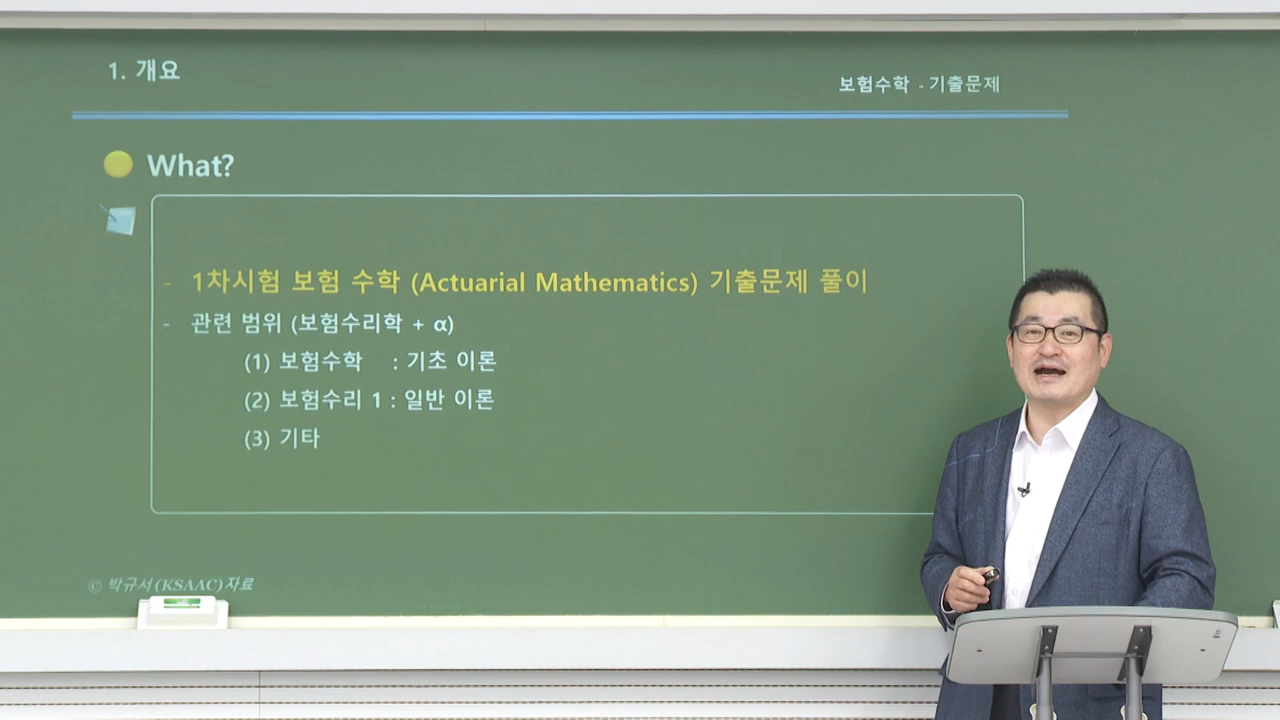 1. 개요
보험수학 - 기출문제
What?
- 1차시험 보험 수학 (Actuarial Mathematics) 기출문제 풀이
- 관련 범위 (보험수리학 + α)
(1) 보험수학 : 기초 이론
(2) 보험수리 1 : 일반 이론
(3) 기타
© 박규서(KSAAC)자료